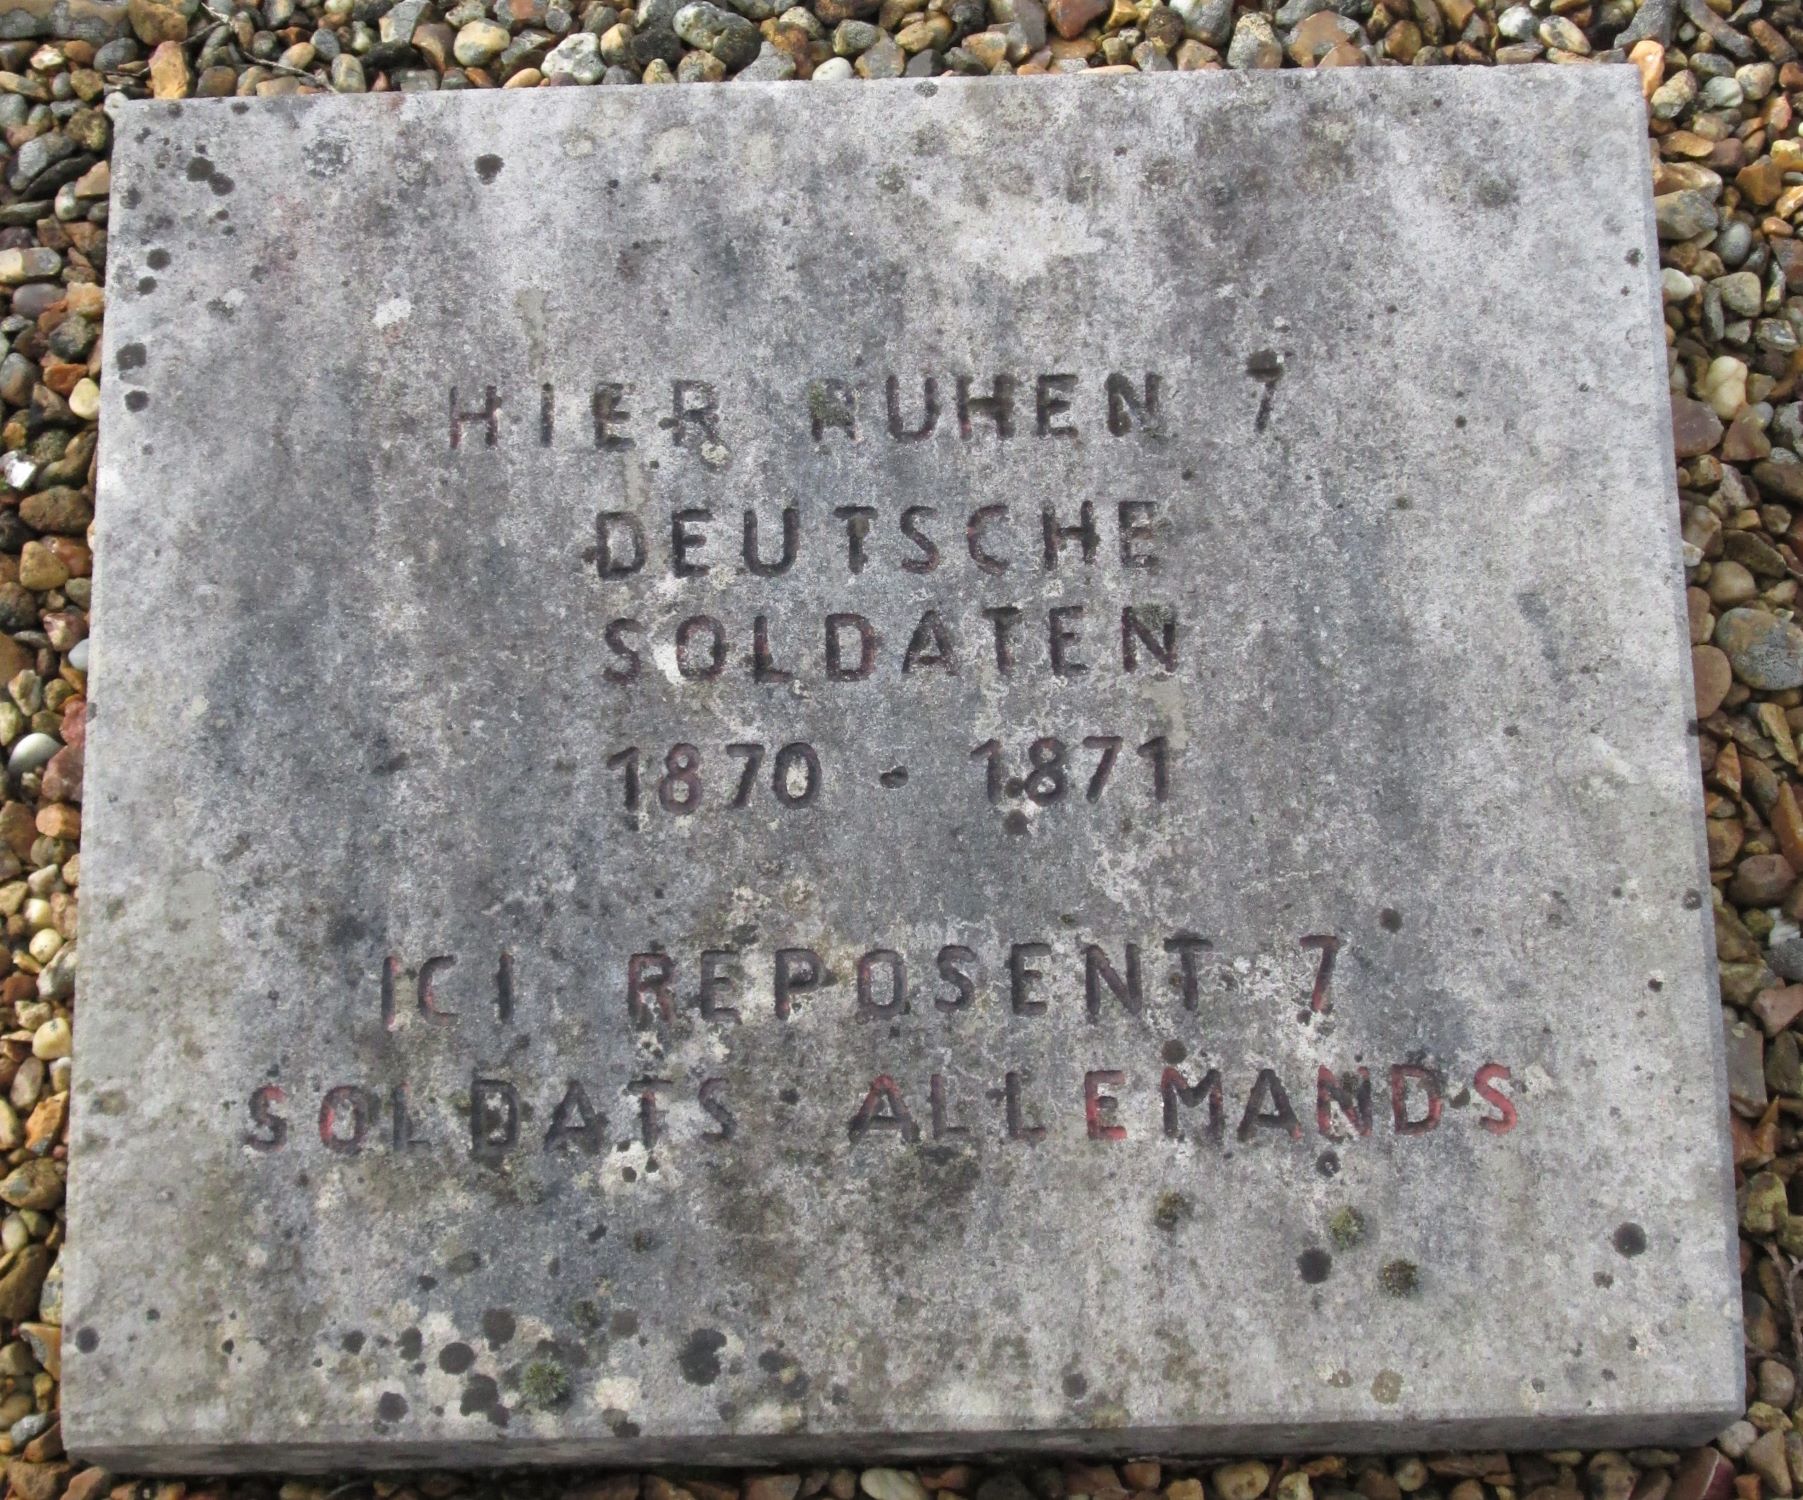 HIER RUHEN 7
DEUTSCHE
SOLDATEN
1870 - 1871
ICI REPOSENT 7
SOLDATS ALLEMANDS